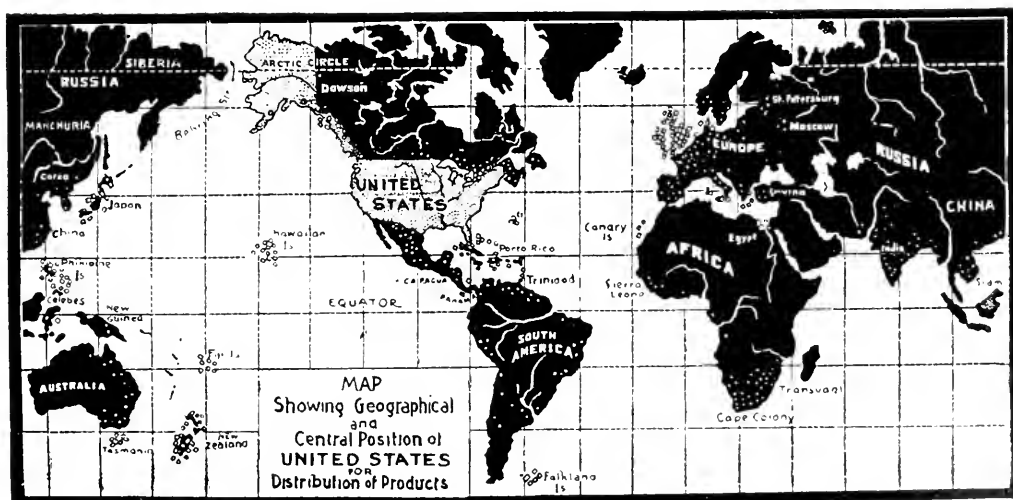 SIBERIA
RUSSIA
MANCHURIA
Corea
Japan
China
Philipine
Is
Celebes
NEW
GUINEA
AUSTRALIA
Tasmania
NEW
Zealand
Fiji Is
ARCTIC CIRCLE
Dawson
Hawaiian
Is
UNITED
STATES
EQUATOR
PANAMA
Porto Rico
Trinidad
SOUTH
AMERICA
Falkland
Is
MAP
Showing Geographical
and
Central Position of
UNITED STATES
FOR
Distribution of Products
Canary
Is
Sierra
Leone
AFRICA
Egypt
Smyrna
EUROPE
St. Petersburg
Moscow
RUSSIA
CHINA
India
Siam
Transvaal
Cape Colony